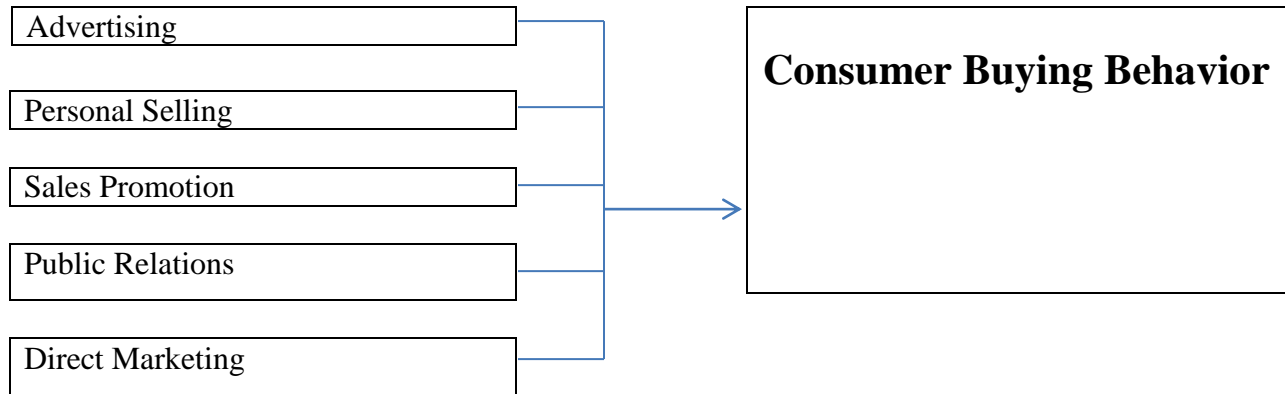 Advertising
Consumer Buying Behavior
Personal Selling
Sales Promotion
Public Relations
Direct Marketing